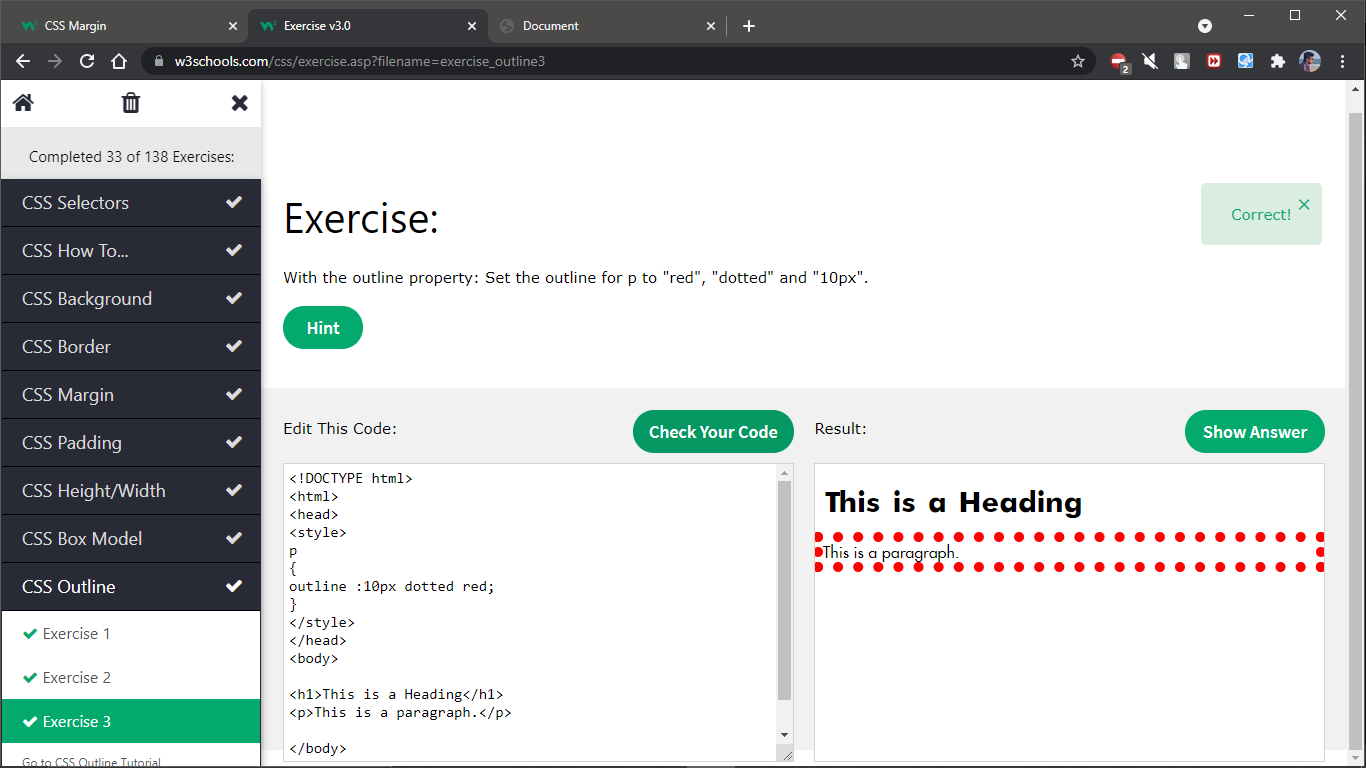 CSS Margin
Exercise v3.0
Document
w3schools.com/css/exercise.asp?filename=exercise_outline3
2
Completed 33 of 138 Exercises:
CSS Selectors
CSS How To...
CSS Background
CSS Border
CSS Margin
CSS Padding
CSS Height/Width
CSS Box Model
CSS Outline
Exercise 1
Exercise 2
Exercise 3
Go to CSS Outline Tutorial
Exercise:
Correct!
With the outline property: Set the outline for p to "red", "dotted" and "10px".
Hint
Edit This Code:
Check Your Code
<!DOCTYPE html>
<html>
<head>
<style>
p
{
outline :10px dotted red;
}
</style>
</head>
<body>
<h1>This is a Heading</h1>
<p>This is a paragraph.</p>
</body>
Result:
Show Answer
This is a Heading
This is a paragraph.